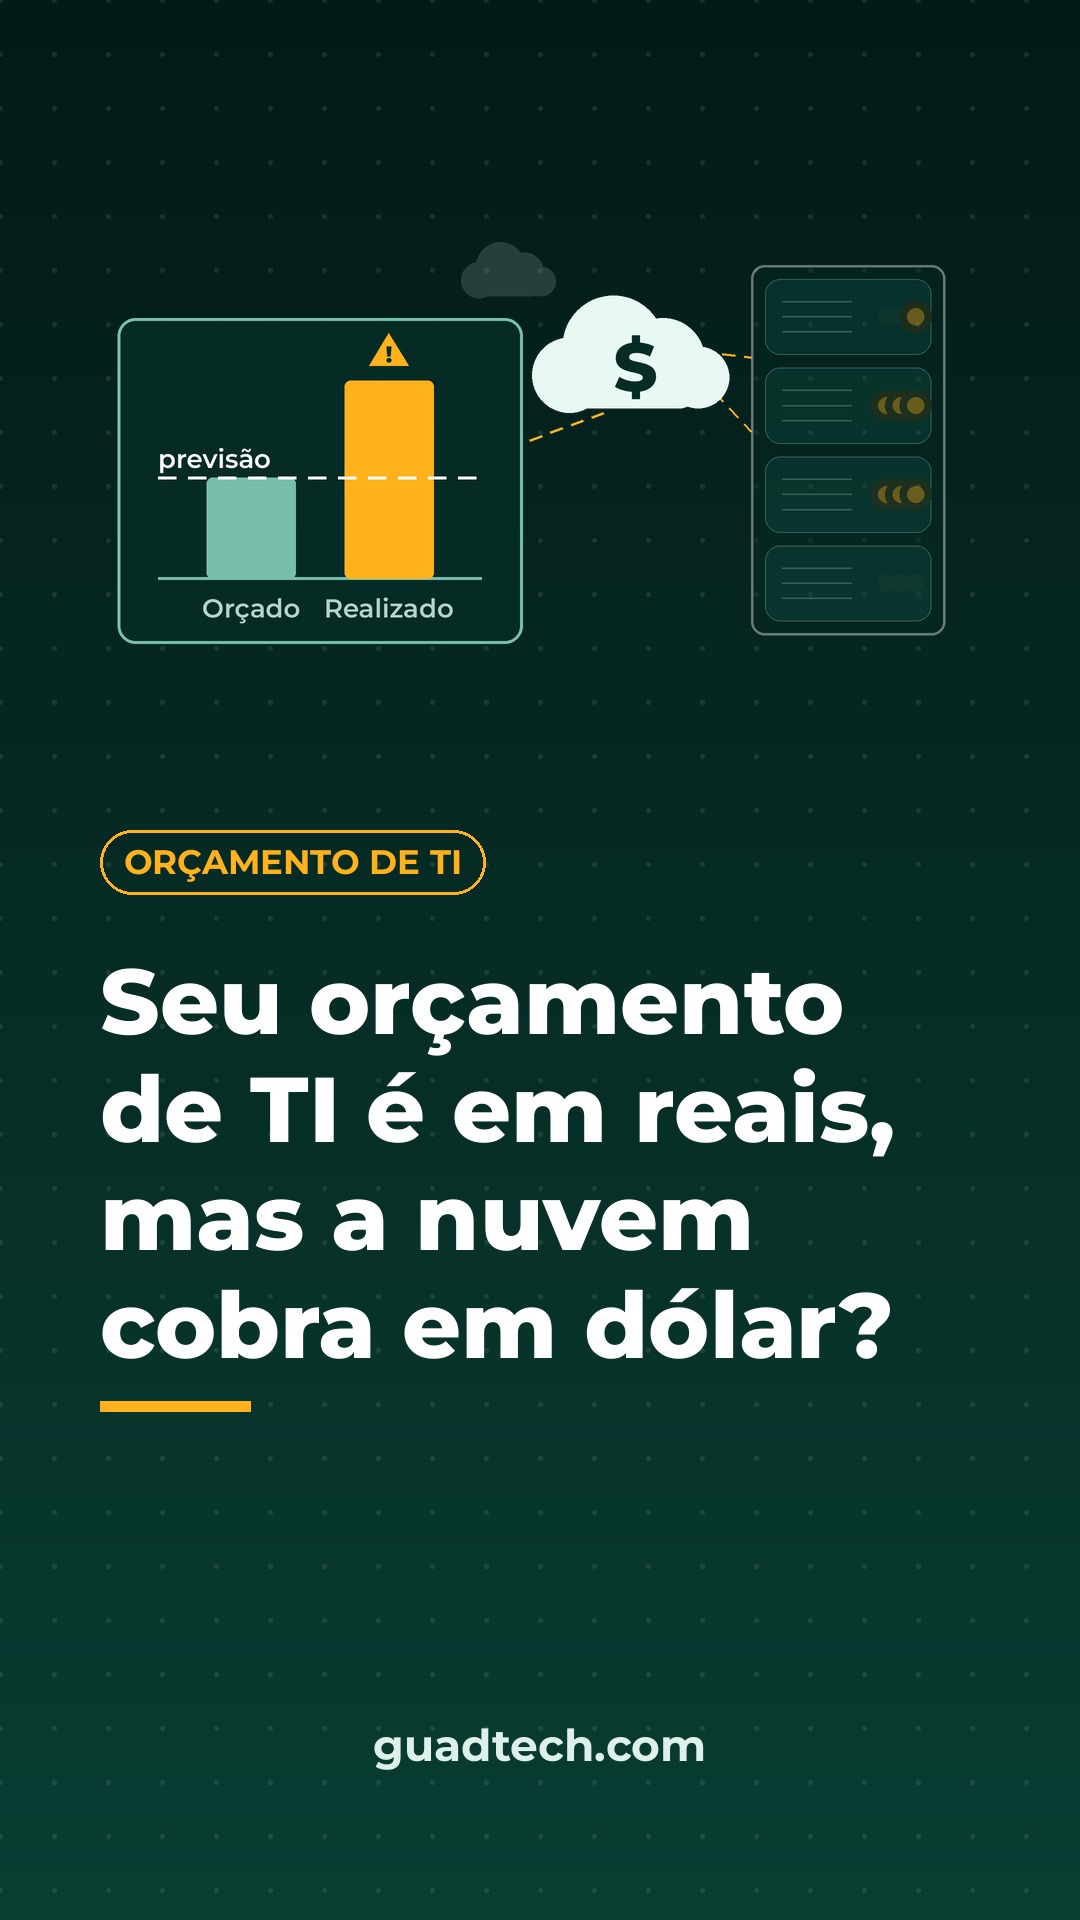 $
!
previsão
Orçado Realizado
ORÇAMENTO DE TI
Seu orçamento
de TI é em reais,
mas a nuvem
cobra em dólar?
guadtech.com